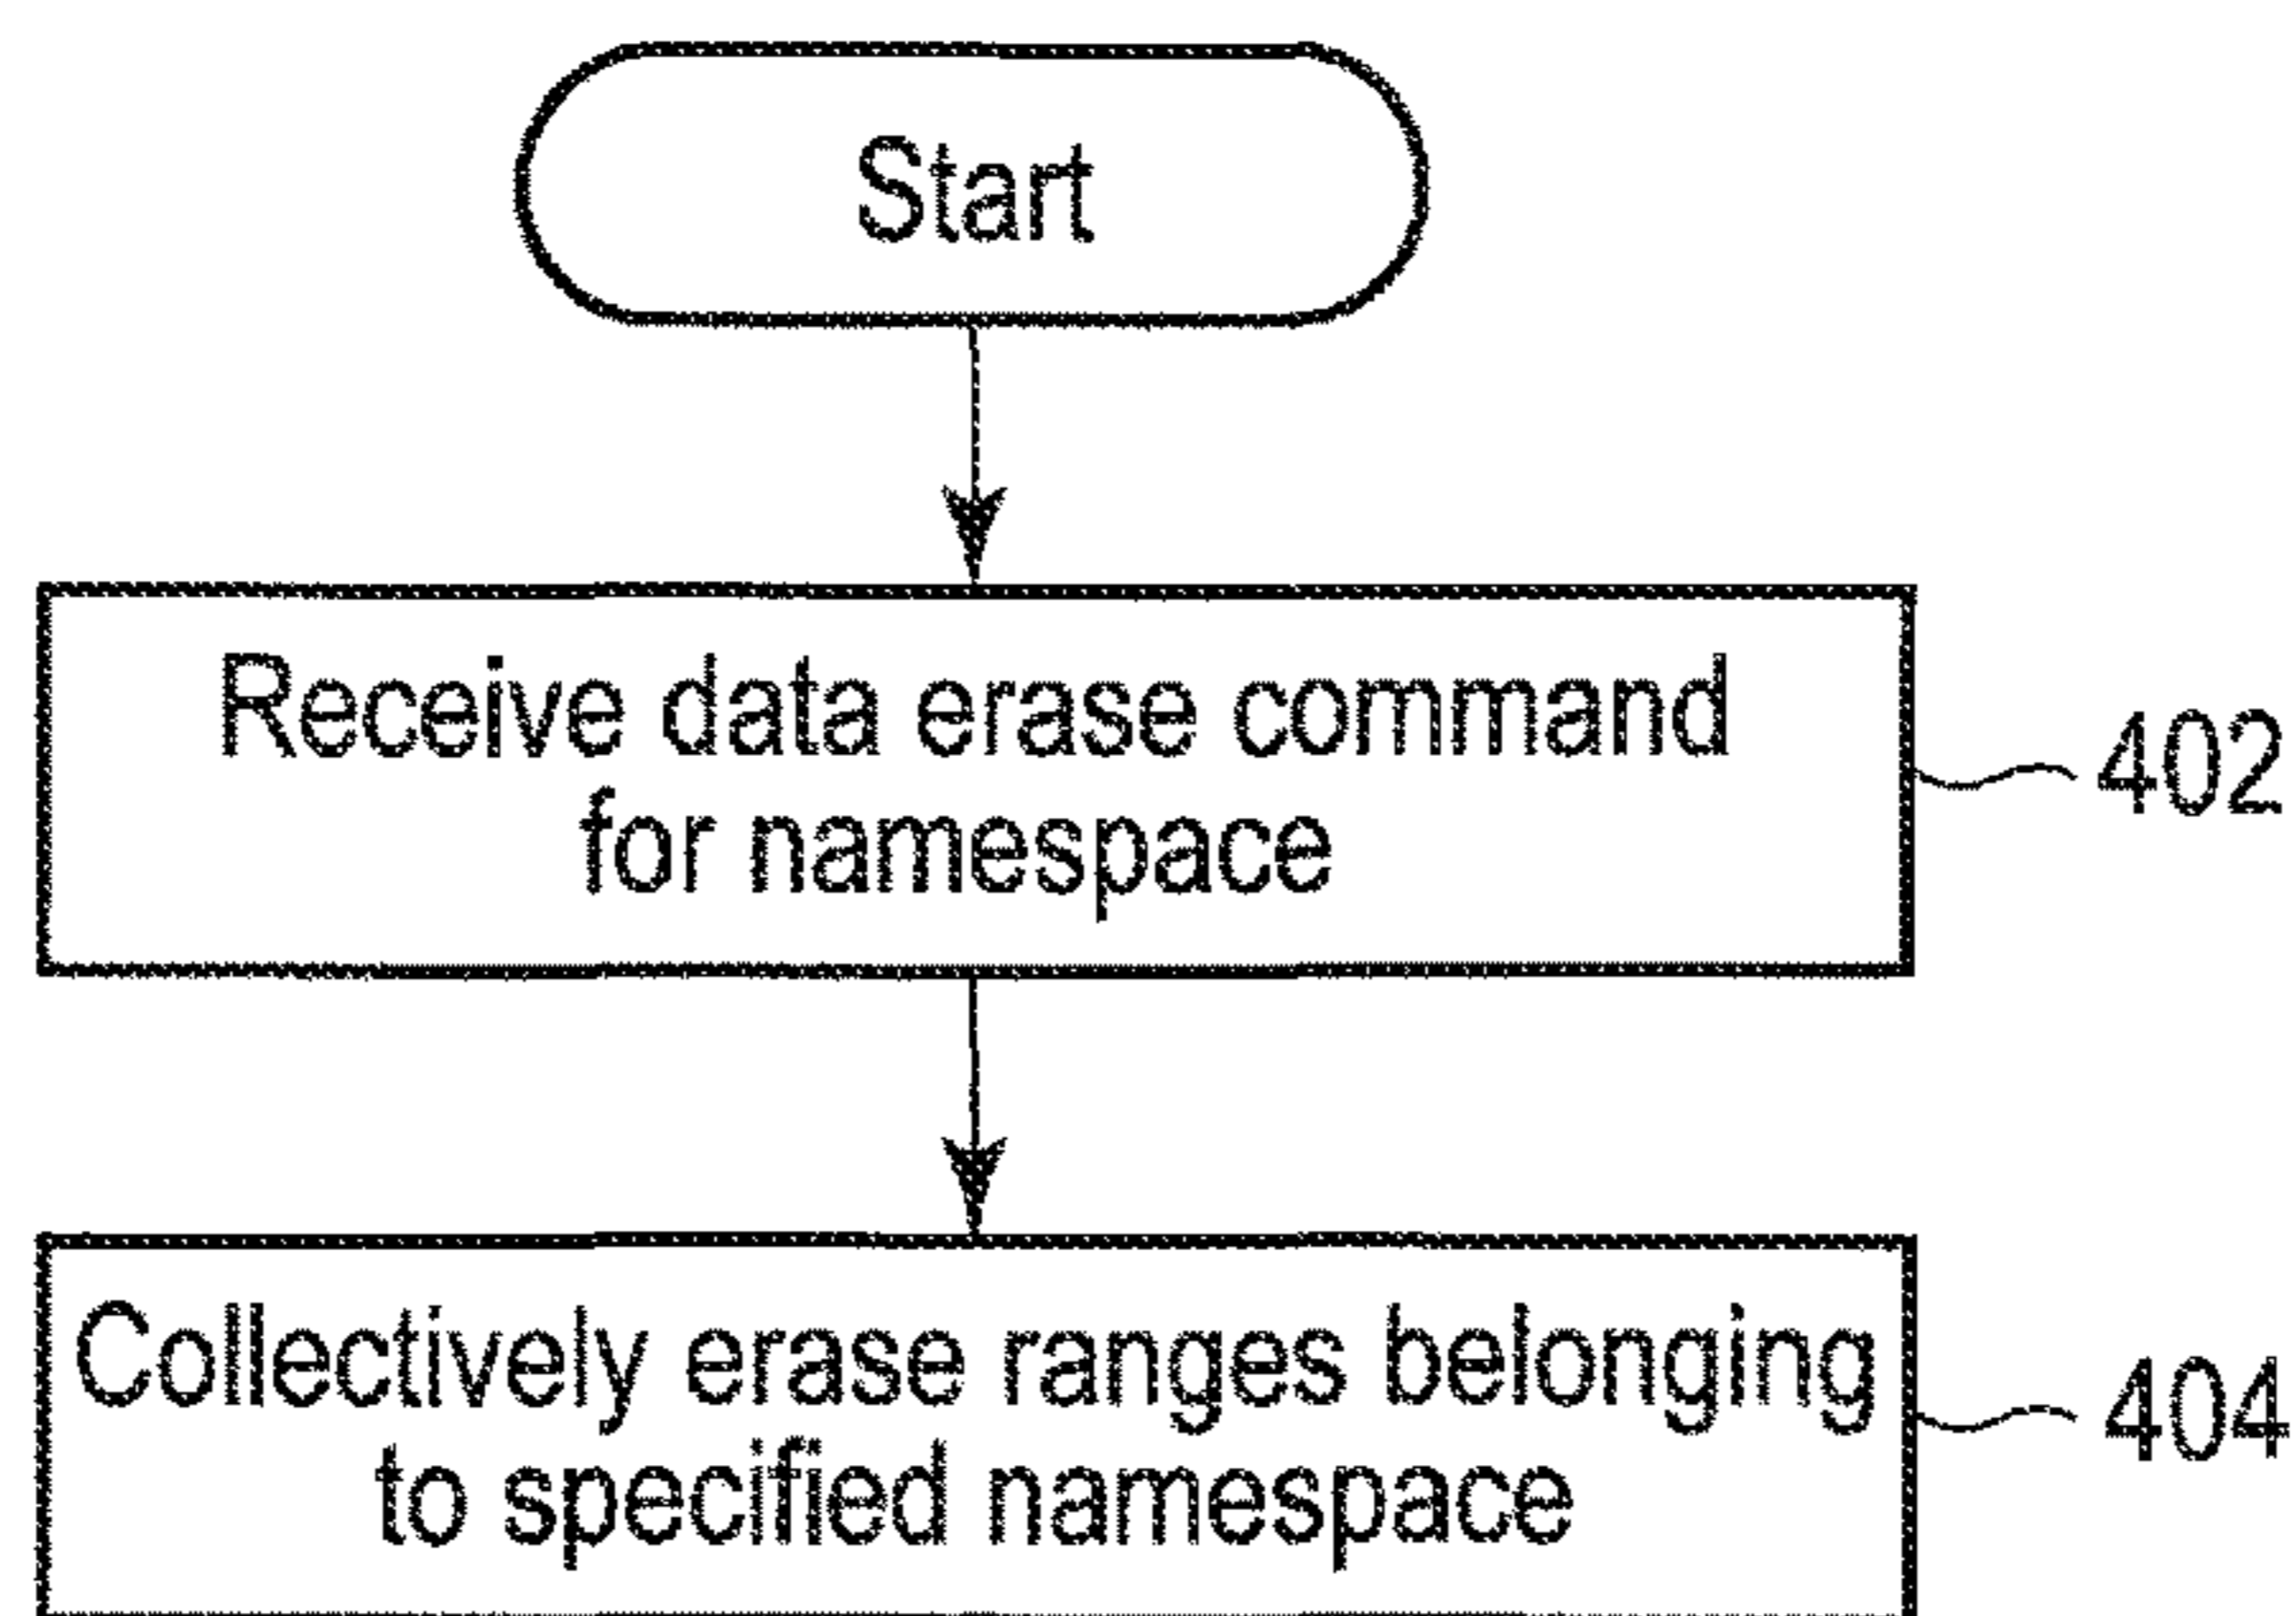 Start
Receive data erase command
for namespace
402
Collectively erase ranges belonging
to specified namespace
404